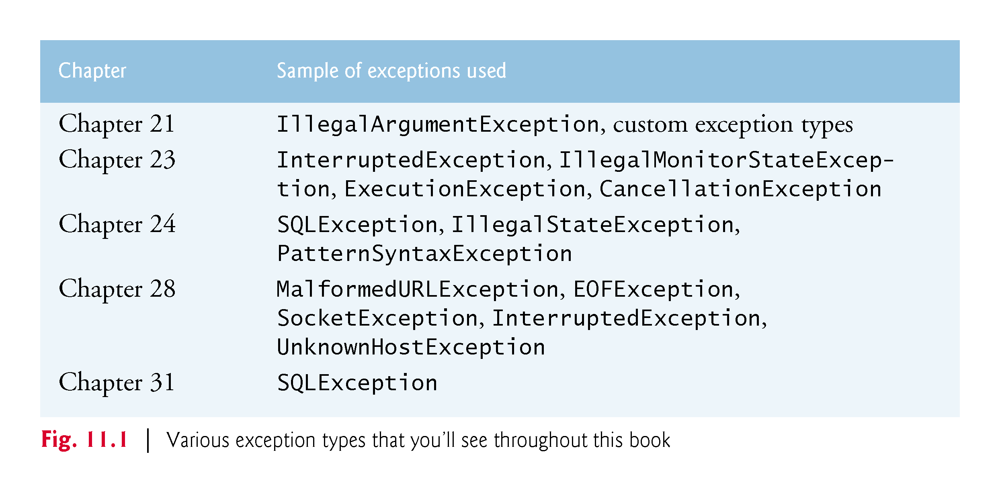 Chapter Sample of exceptions used
Chapter 21 IllegalArgumentException, custom exception types
Chapter 23 InterruptedException, IllegalMonitorStateExcep-
tion, ExecutionException, CancellationException
Chapter 24 SQLException, IllegalStateException,
PatternSyntaxException
Chapter 28 MalformedURLException, EOFException,
SocketException, InterruptedException,
UnknownHostException
Chapter 31 SQLException
Fig. 11.1 | Various exception types that you’ll see throughout this book